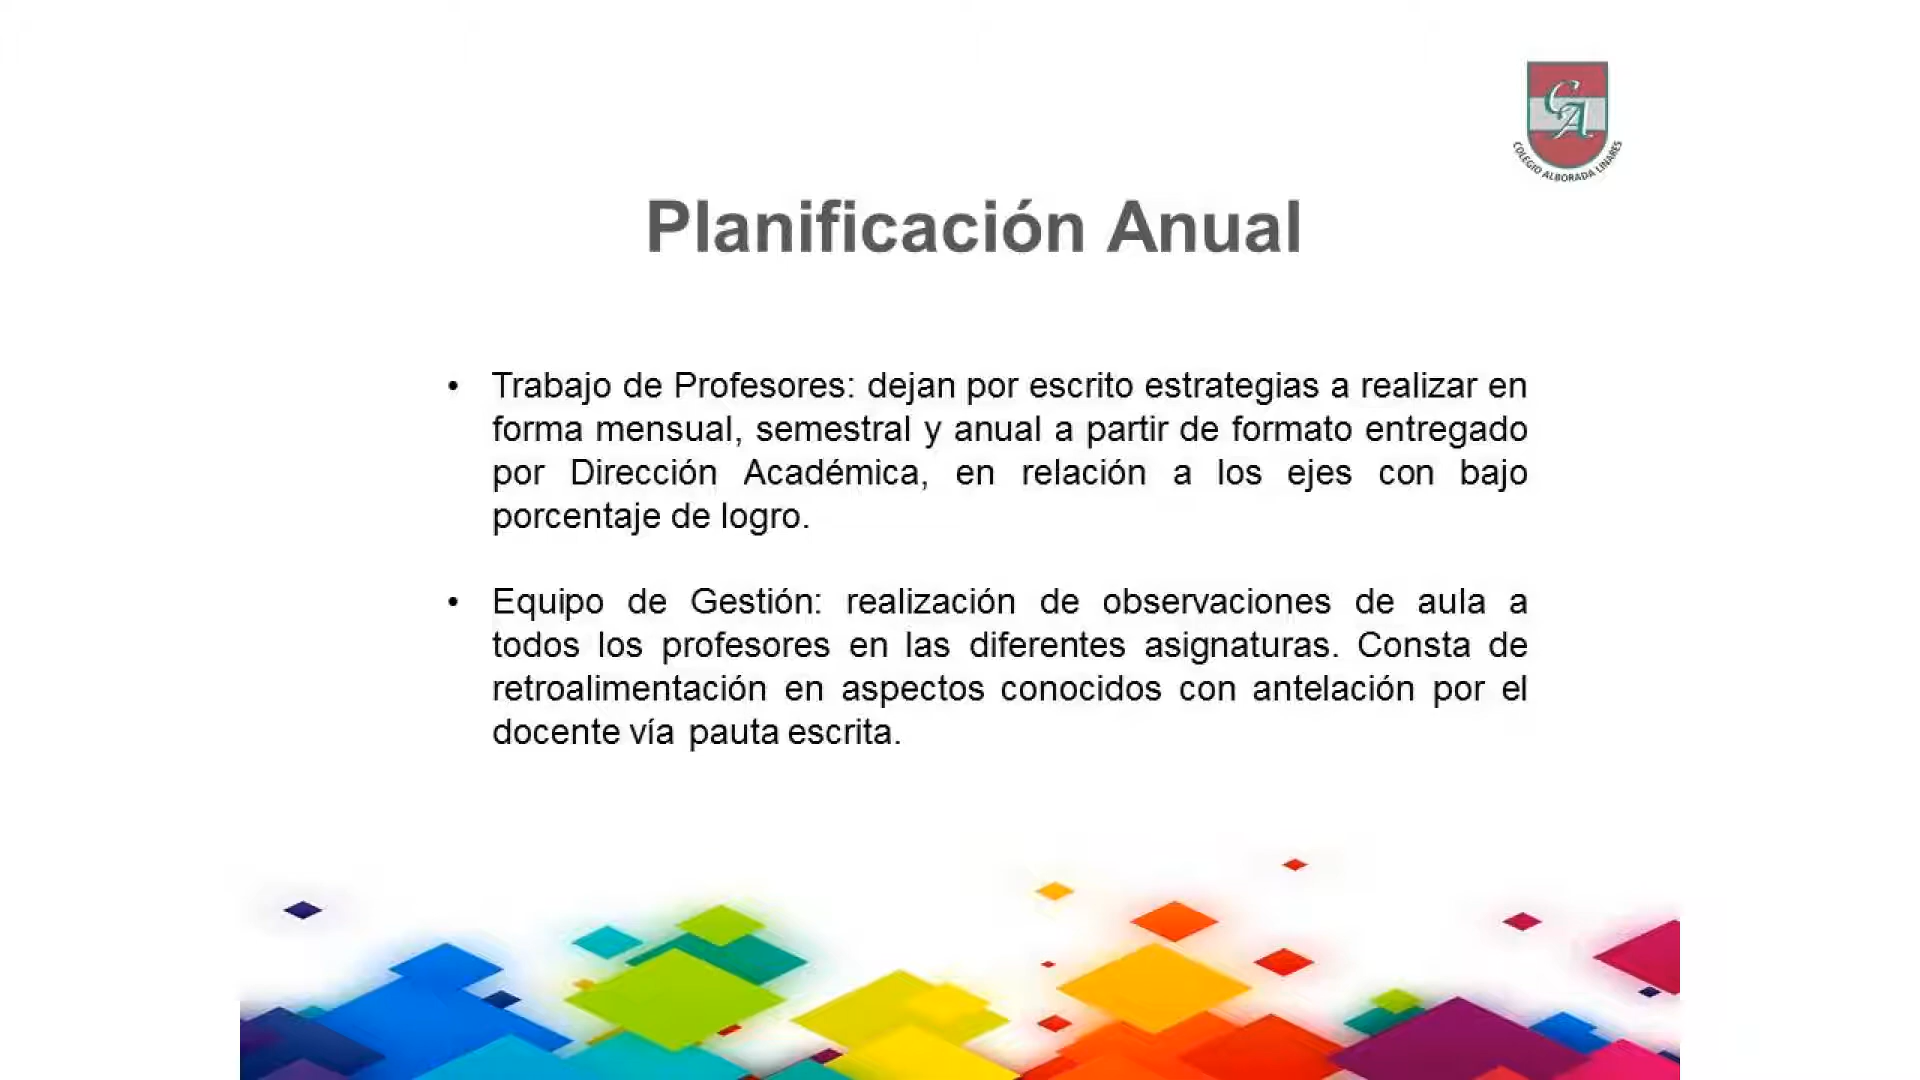 CA
COLEGIO ALBORADA LINARES
Planificación Anual
• Trabajo de Profesores: dejan por escrito estrategias a realizar en
forma mensual, semestral y anual a partir de formato entregado
por Dirección Académica, en relación a los ejes con bajo
porcentaje de logro.
• Equipo de Gestión: realización de observaciones de aula a
todos los profesores en las diferentes asignaturas. Consta de
retroalimentación en aspectos conocidos con antelación por el
docente vía pauta escrita.